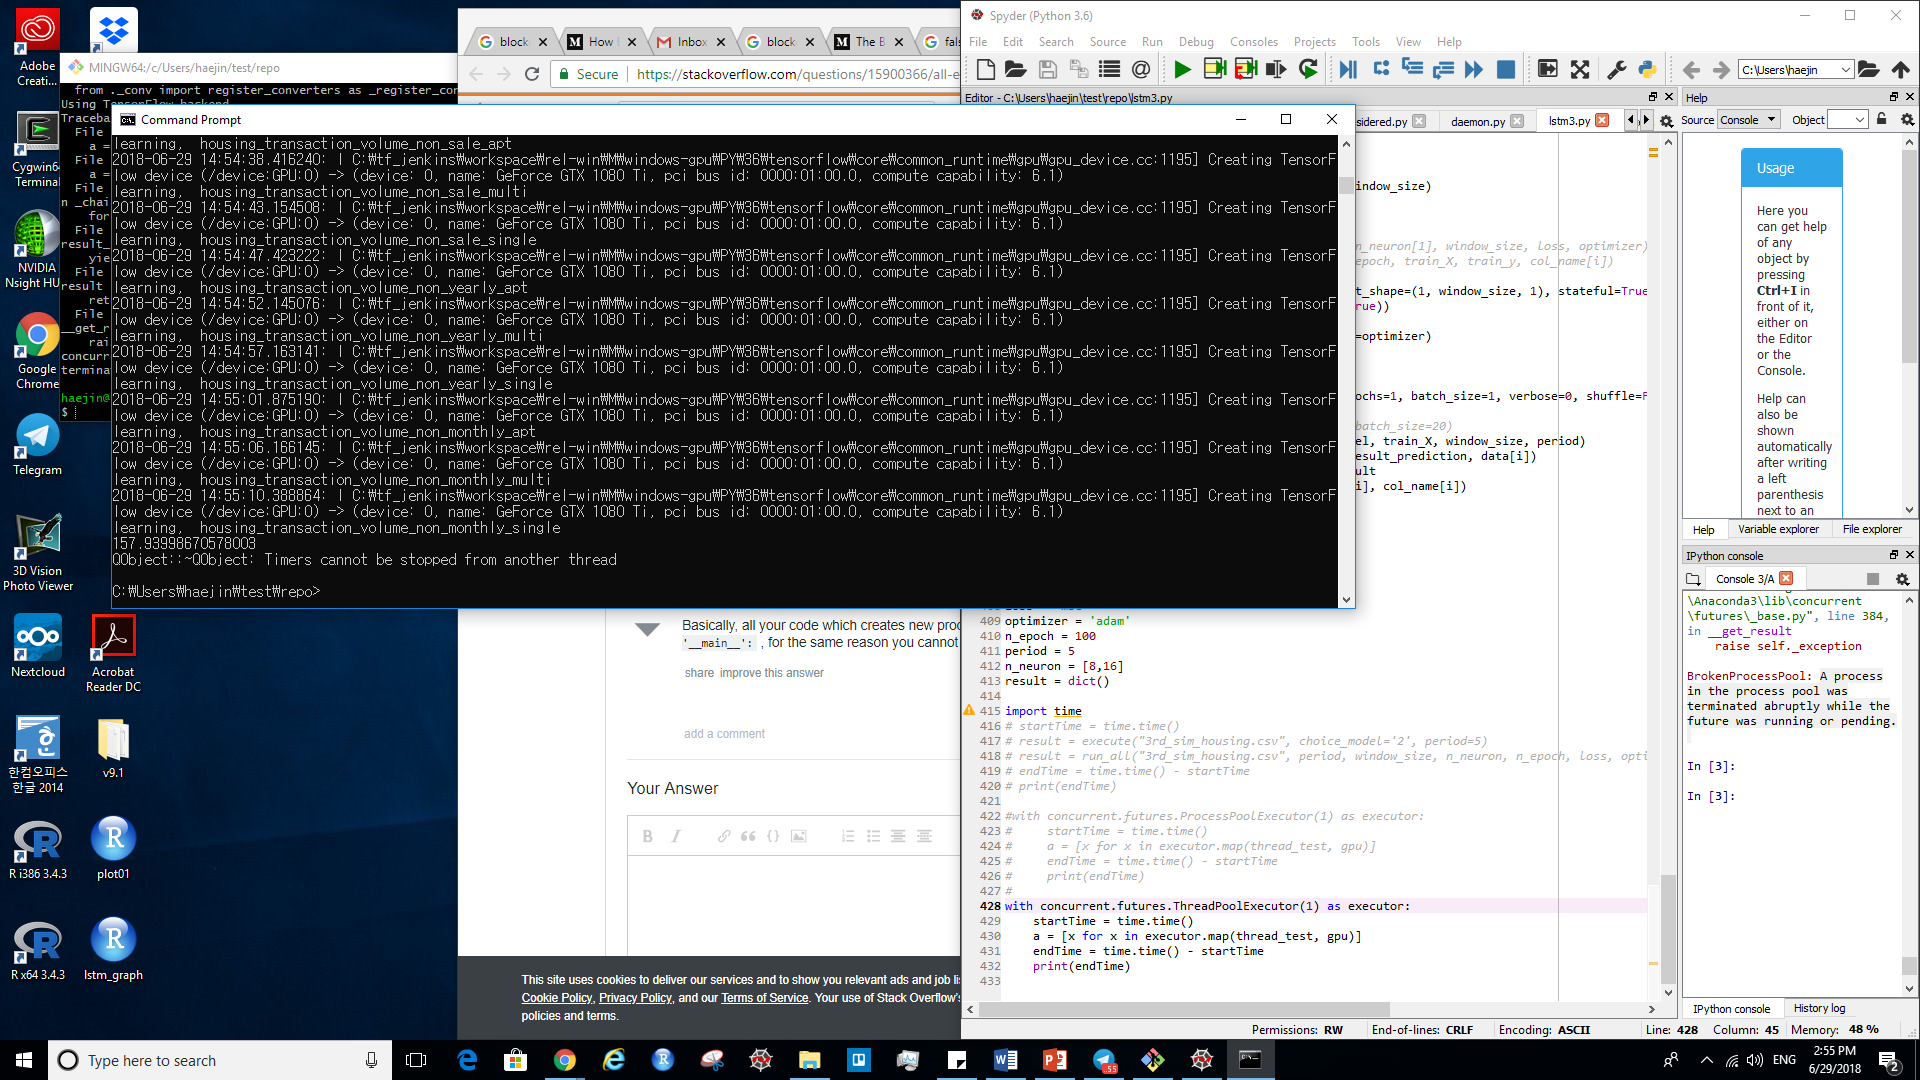 Adobe
Creati...
Cygwin64
Terminal
NVIDIA
Nsight HU...
Google
Chrome
Telegram
3D Vision
Photo Viewer
Nextcloud
Acrobat
Reader DC
한컴오피스
한글 2014
v9.1
R i386 3.4.3
plot01
R x64 3.4.3
lstm_graph
MINGW64:/c/Users/haejin/test/repo
from ._conv import register_converters as _register_con
Using TensorFlow backend
Traceba
File
a =
File
a =
File
n _chai
for
File
result_
yie
File
result
ret
File
__get_r
rai
concurr
termina
haejin@
$
block
How
Inbox
block
The B
fals
Secure
https://stackoverflow.com/questions/15900366/all-e
Command Prompt
learning, housing_transaction_volume_non_sale_apt
2018-06-29 14:54:38.416240: I C:₩tf_jenkins₩workspace₩rel-win₩M₩windows-gpu₩PY₩36₩tensorflow₩core₩common_runtime₩gpu₩gpu_device.cc:1195] Creating TensorF
low device (/device:GPU:0) -> (device: 0, name: GeForce GTX 1080 Ti, pci bus id: 0000:01:00.0, compute capability: 6.1)
learning, housing_transaction_volume_non_sale_multi
2018-06-29 14:54:43.154508: I C:₩tf_jenkins₩workspace₩rel-win₩M₩windows-gpu₩PY₩36₩tensorflow₩core₩common_runtime₩gpu₩gpu_device.cc:1195] Creating TensorF
low device (/device:GPU:0) -> (device: 0, name: GeForce GTX 1080 Ti, pci bus id: 0000:01:00.0, compute capability: 6.1)
learning, housing_transaction_volume_non_sale_single
2018-06-29 14:54:47.423222: I C:₩tf_jenkins₩workspace₩rel-win₩M₩windows-gpu₩PY₩36₩tensorflow₩core₩common_runtime₩gpu₩gpu_device.cc:1195] Creating TensorF
low device (/device:GPU:0) -> (device: 0, name: GeForce GTX 1080 Ti, pci bus id: 0000:01:00.0, compute capability: 6.1)
learning, housing_transaction_volume_non_yearly_apt
2018-06-29 14:54:52.145076: I C:₩tf_jenkins₩workspace₩rel-win₩M₩windows-gpu₩PY₩36₩tensorflow₩core₩common_runtime₩gpu₩gpu_device.cc:1195] Creating TensorF
low device (/device:GPU:0) -> (device: 0, name: GeForce GTX 1080 Ti, pci bus id: 0000:01:00.0, compute capability: 6.1)
learning, housing_transaction_volume_non_yearly_multi
2018-06-29 14:54:57.163141: I C:₩tf_jenkins₩workspace₩rel-win₩M₩windows-gpu₩PY₩36₩tensorflow₩core₩common_runtime₩gpu₩gpu_device.cc:1195] Creating TensorF
low device (/device:GPU:0) -> (device: 0, name: GeForce GTX 1080 Ti, pci bus id: 0000:01:00.0, compute capability: 6.1)
learning, housing_transaction_volume_non_yearly_single
2018-06-29 14:55:01.875190: I C:₩tf_jenkins₩workspace₩rel-win₩M₩windows-gpu₩PY₩36₩tensorflow₩core₩common_runtime₩gpu₩gpu_device.cc:1195] Creating TensorF
low device (/device:GPU:0) -> (device: 0, name: GeForce GTX 1080 Ti, pci bus id: 0000:01:00.0, compute capability: 6.1)
learning, housing_transaction_volume_non_monthly_apt
2018-06-29 14:55:06.166145: I C:₩tf_jenkins₩workspace₩rel-win₩M₩windows-gpu₩PY₩36₩tensorflow₩core₩common_runtime₩gpu₩gpu_device.cc:1195] Creating TensorF
low device (/device:GPU:0) -> (device: 0, name: GeForce GTX 1080 Ti, pci bus id: 0000:01:00.0, compute capability: 6.1)
learning, housing_transaction_volume_non_monthly_multi
2018-06-29 14:55:10.388864: I C:₩tf_jenkins₩workspace₩rel-win₩M₩windows-gpu₩PY₩36₩tensorflow₩core₩common_runtime₩gpu₩gpu_device.cc:1195] Creating TensorF
low device (/device:GPU:0) -> (device: 0, name: GeForce GTX 1080 Ti, pci bus id: 0000:01:00.0, compute capability: 6.1)
learning, housing_transaction_volume_non_monthly_single
157.93998670578003
QObject::~QObject: Timers cannot be stopped from another thread
C:₩Users₩haejin₩test₩repo>
Basically, all your code which creates new proc
'__main__': , for the same reason you cannot
share improve this answer
add a comment
Your Answer
B I
This site uses cookies to deliver our services and to show you relevant ads and job li
Cookie Policy, Privacy Policy, and our Terms of Service. Your use of Stack Overflow's
policies and terms.
Spyder (Python 3.6)
File Edit Search Source Run Debug Consoles Projects Tools View Help
C:\Users\haejin
Editor - C:\Users\haejin\test\repo\lstm3.py
sidered.py
daemon.py
lstm3.py
indow_size)
n_neuron[1], window_size, loss, optimizer)
epoch, train_X, train_y, col_name[i])
t_shape=(1, window_size, 1), stateful=True
rue))
=optimizer)
ochs=1, batch_size=1, verbose=0, shuffle=F
batch_size=20)
el, train_X, window_size, period)
esult_prediction, data[i])
ult
i], col_name[i])
409 optimizer = 'adam'
410 n_epoch = 100
411 period = 5
412 n_neuron = [8,16]
413 result = dict()
414
415 import time
416 # startTime = time.time()
417 # result = execute("3rd_sim_housing.csv", choice_model='2', period=5)
418 # result = run_all("3rd_sim_housing.csv", period, window_size, n_neuron, n_epoch, loss, opti
419 # endTime = time.time() - startTime
420 # print(endTime)
421
422 #with concurrent.futures.ProcessPoolExecutor(1) as executor:
423 # startTime = time.time()
424 # a = [x for x in executor.map(thread_test, gpu)]
425 # endTime = time.time() - startTime
426 # print(endTime)
427 #
428 with concurrent.futures.ThreadPoolExecutor(1) as executor:
429 startTime = time.time()
430 a = [x for x in executor.map(thread_test, gpu)]
431 endTime = time.time() - startTime
432 print(endTime)
433
Help
Source Console Object
Usage
Here you
can get help
of any
object by
pressing
Ctrl+I in
front of it,
either on
the Editor
or the
Console.
Help can
also be
shown
automatically
after writing
a left
parenthesis
next to an
Help Variable explorer File explorer
IPython console
Console 3/A
\Anaconda3\lib\concurrent
\futures\_base.py", line 384,
in __get_result
raise self._exception
BrokenProcessPool: A process
in the process pool was
terminated abruptly while the
future was running or pending.
In [3]:
In [3]:
IPython console History log
Permissions: RW End-of-lines: CRLF Encoding: ASCII Line: 428 Column: 45 Memory: 48 %
Type here to search
.55
ENG
2:55 PM
6/29/2018
2